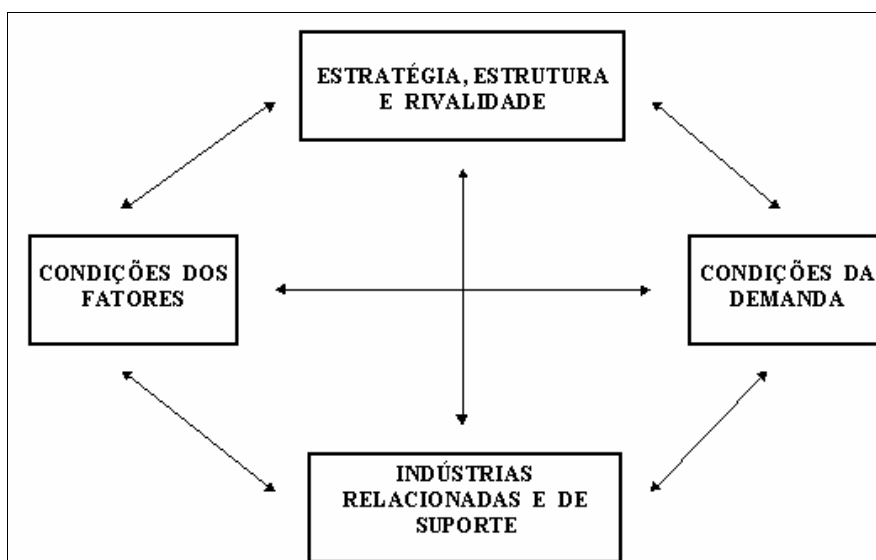 ESTRATÉGIA, ESTRUTURA
E RIVALIDADE
CONDIÇÕES DOS
FATORES
CONDIÇÕES DA
DEMANDA
INDÚSTRIAS
RELACIONADAS E DE
SUPORTE